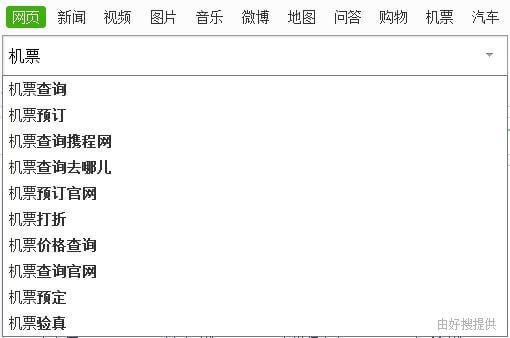 网页 新闻 视频 图片 音乐 微博 地图 问答 购物 机票 汽车
机票
机票查询
机票预订
机票查询携程网
机票查询去哪儿
机票预订官网
机票打折
机票价格查询
机票查询官网
机票预定
机票验真
由好搜提供